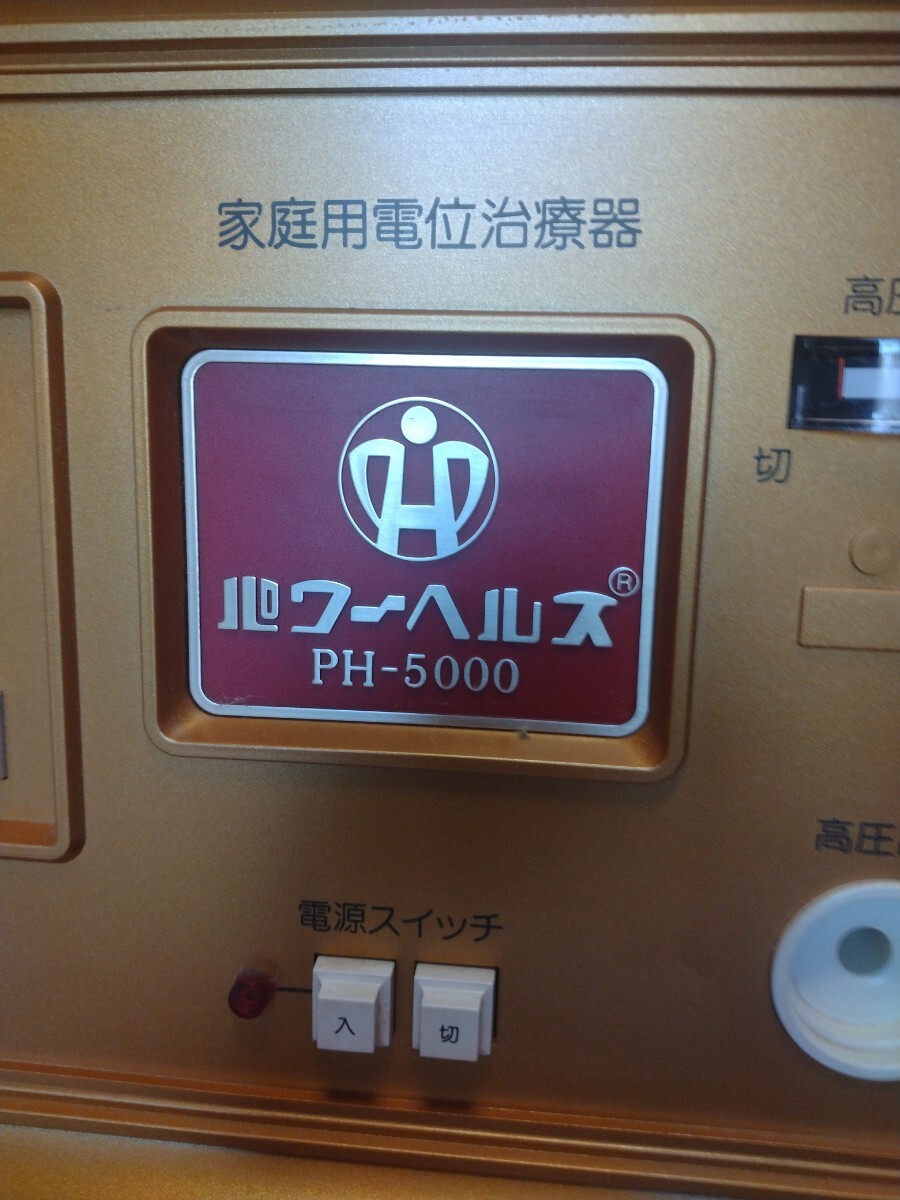 家庭用電位治療器
高圧
切
パワーヘルス®
PH-5000
高圧
電源スイッチ
入
切